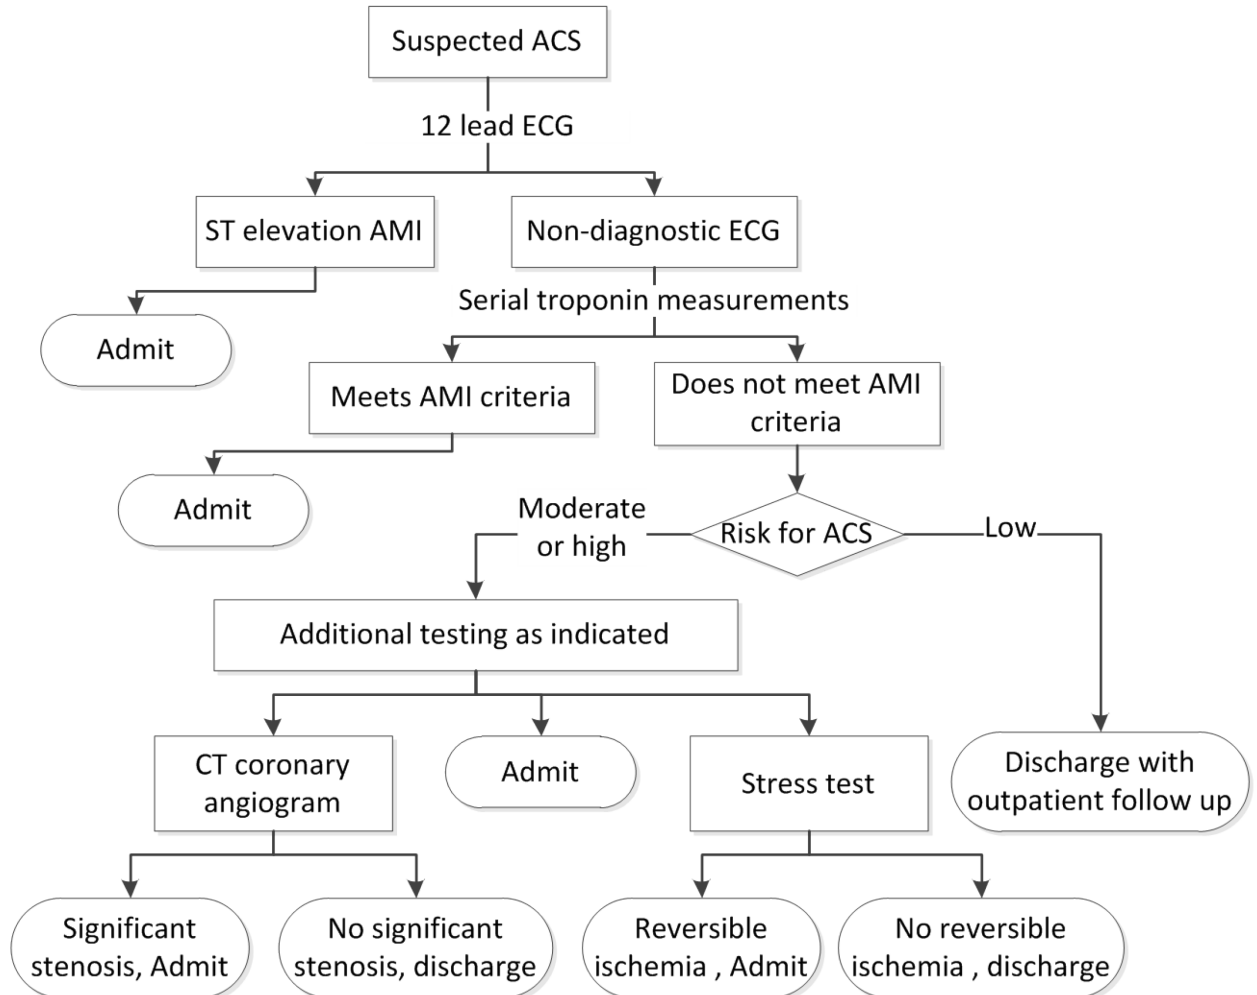 Suspected ACS
12 lead ECG
ST elevation AMI
Non-diagnostic ECG
Serial troponin measurements
Admit
Meets AMI criteria
Does not meet AMI
criteria
Admit
Moderate
or high
Risk for ACS
Low
Additional testing as indicated
CT coronary
angiogram
Admit
Stress test
Discharge with
outpatient follow up
Significant
stenosis, Admit
No significant
stenosis, discharge
Reversible
ischemia , Admit
No reversible
ischemia , discharge